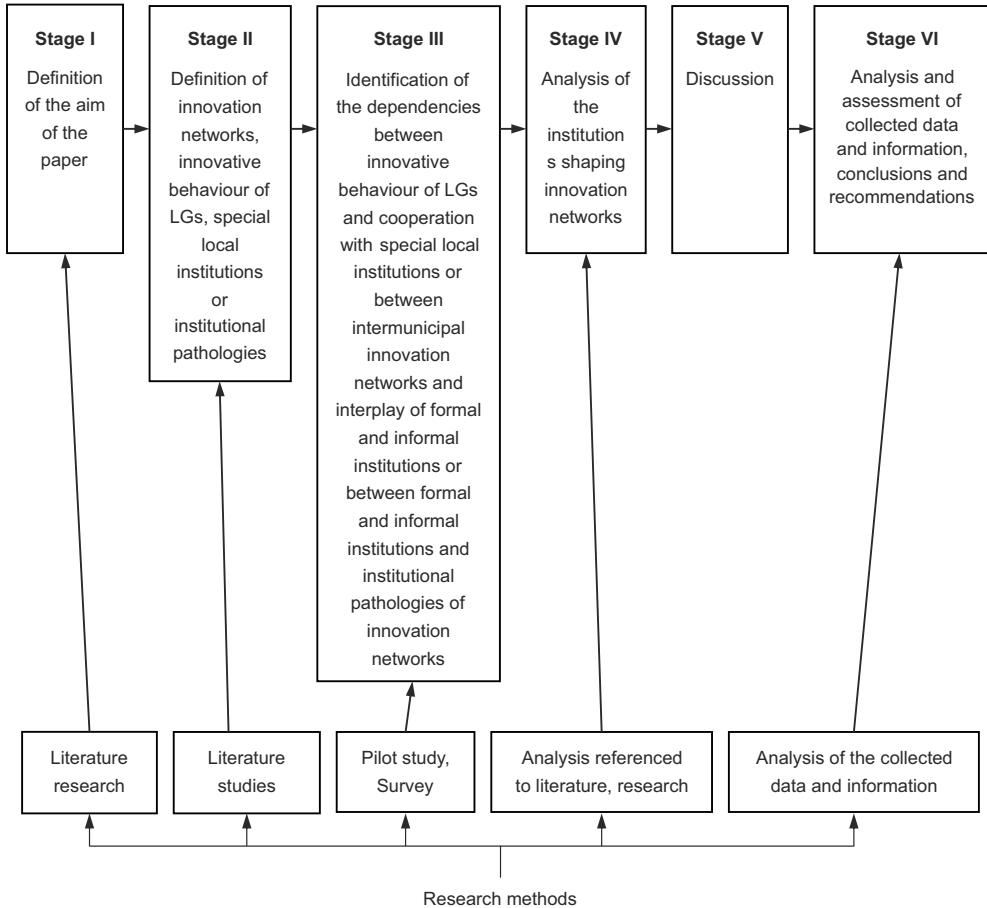 Stage I
Definition
of the aim
of the
paper
Stage II
Definition of
innovation
networks,
innovative
behaviour of
LGs, special
local
institutions
or
institutional
pathologies
Stage III
Identification of
the dependencies
between
innovative
behaviour of LGs
and cooperation
with special local
institutions or
between
intermunicipal
innovation
networks and
interplay of formal
and informal
institutions or
between formal
and informal
institutions and
institutional
pathologies of
innovation
networks
Stage IV
Analysis of
the
institution
s shaping
innovation
networks
Stage V
Discussion
Stage VI
Analysis and
assessment of
collected data
and information,
conclusions and
recommendations
Literature
research
Literature
studies
Pilot study,
Survey
Analysis referenced
to literature, research
Analysis of the collected
data and information
Research methods